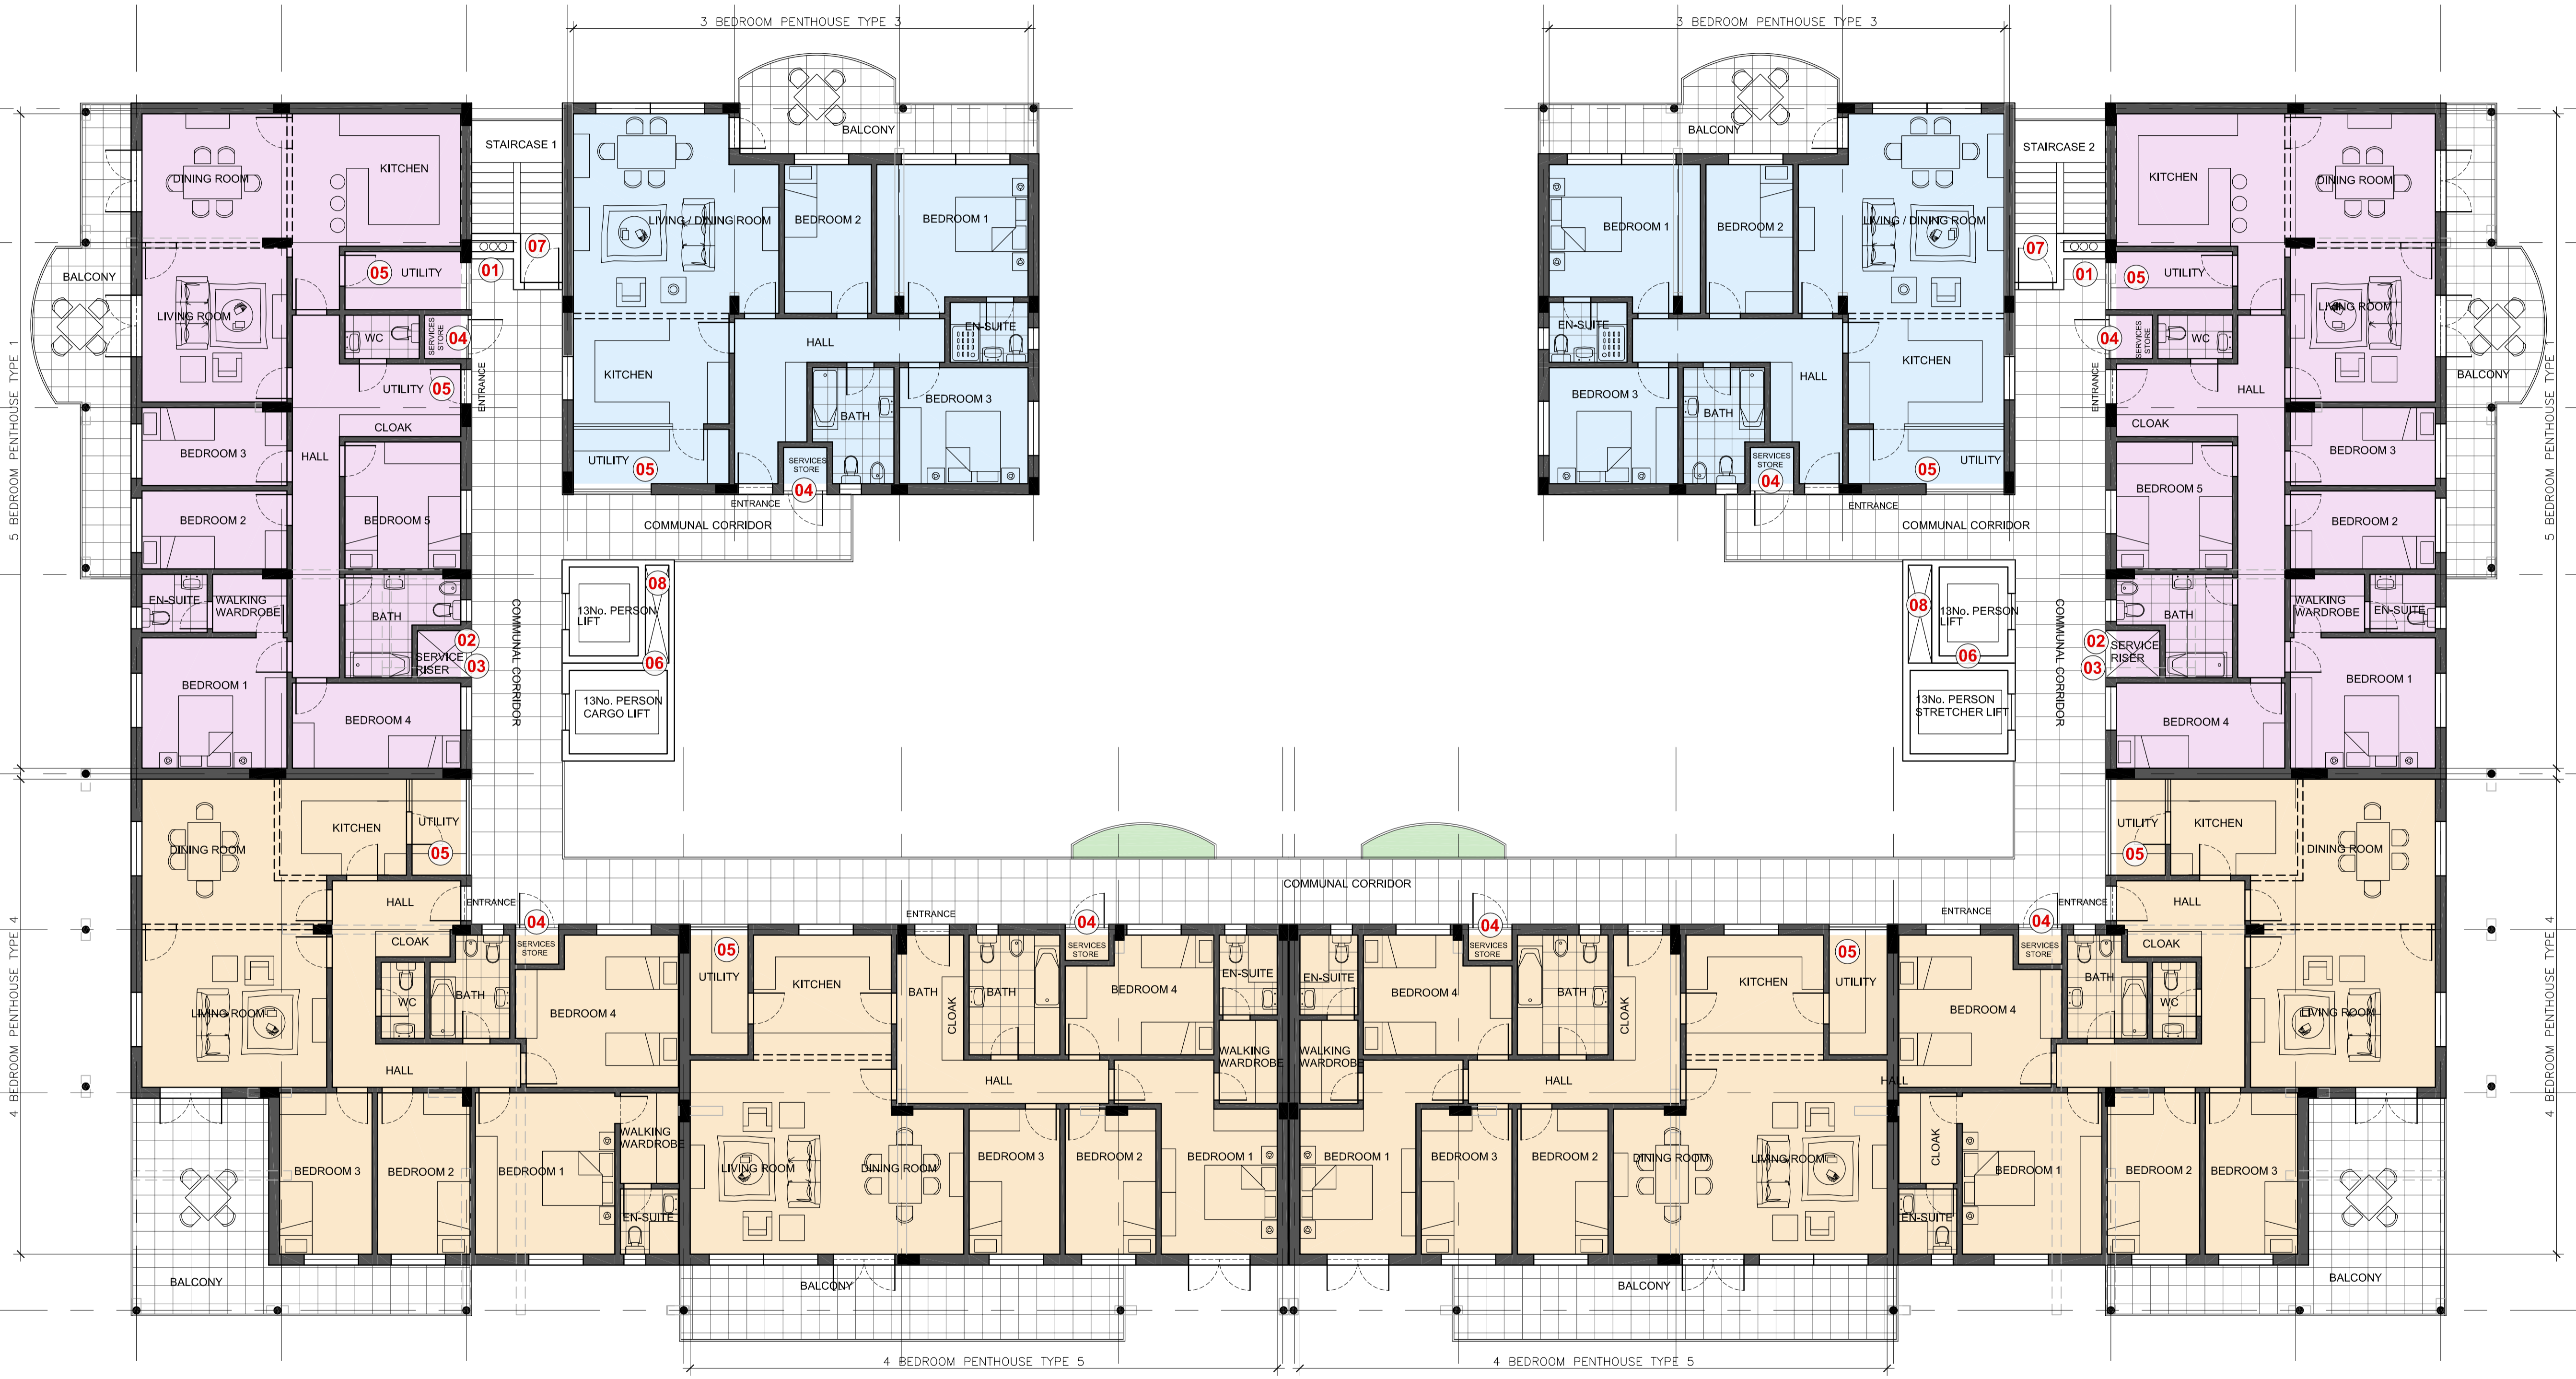 3 BEDROOM PENTHOUSE TYPE 3
3 BEDROOM PENTHOUSE TYPE 3
5 BEDROOM PENTHOUSE TYPE 1
DINING ROOM
KITCHEN
BALCONY
LIVING ROOM
05
UTILITY
WC
SERVICES
STORE
04
UTILITY
05
ENTRANCE
CLOAK
BEDROOM 3
HALL
BEDROOM 2
BEDROOM 5
EN-SUITE
WALKING
WARDROBE
BATH
02
SERVICE
RISER
03
BEDROOM 1
BEDROOM 4
STAIRCASE 1
01
07
COMMUNAL CORRIDOR
BALCONY
LIVING / DINING ROOM
BEDROOM 2
BEDROOM 1
EN-SUITE
HALL
KITCHEN
BATH
BEDROOM 3
UTILITY
05
SERVICES
STORE
04
ENTRANCE
COMMUNAL CORRIDOR
08
13No. PERSON
LIFT
06
13No. PERSON
CARGO LIFT
BALCONY
BEDROOM 1
BEDROOM 2
LIVING / DINING ROOM
EN-SUITE
HALL
KITCHEN
BEDROOM 3
BATH
SERVICES
STORE
04
05
UTILITY
ENTRANCE
COMMUNAL CORRIDOR
08
13No. PERSON
LIFT
06
13No. PERSON
STRETCHER LIFT
STAIRCASE 2
07
01
COMMUNAL CORRIDOR
KITCHEN
DINING ROOM
05
UTILITY
LIVING ROOM
04
SERVICES
STORE
WC
ENTRANCE
HALL
BALCONY
CLOAK
BEDROOM 3
BEDROOM 5
BEDROOM 2
WALKING
WARDROBE
EN-SUITE
BATH
02
SERVICE
RISER
03
BEDROOM 1
BEDROOM 4
5 BEDROOM PENTHOUSE TYPE 1
4 BEDROOM PENTHOUSE TYPE 4
DINING ROOM
KITCHEN
UTILITY
05
HALL
ENTRANCE
CLOAK
04
SERVICES
STORE
WC
BATH
LIVING ROOM
BEDROOM 4
HALL
WALKING
WARDROBE
BEDROOM 3
BEDROOM 2
BEDROOM 1
EN-SUITE
BALCONY
COMMUNAL CORRIDOR
05
UTILITY
KITCHEN
ENTRANCE
BATH
CLOAK
BATH
04
SERVICES
STORE
BEDROOM 4
EN-SUITE
WALKING
WARDROBE
HALL
LIVING ROOM
DINING ROOM
BEDROOM 3
BEDROOM 2
BEDROOM 1
BALCONY
4 BEDROOM PENTHOUSE TYPE 5
EN-SUITE
BEDROOM 4
04
SERVICES
STORE
BATH
CLOAK
KITCHEN
05
UTILITY
WALKING
WARDROBE
HALL
BEDROOM 1
BEDROOM 3
BEDROOM 2
DINING ROOM
LIVING ROOM
BALCONY
4 BEDROOM PENTHOUSE TYPE 5
ENTRANCE
HALL
BEDROOM 4
04
SERVICES
STORE
ENTRANCE
UTILITY
05
KITCHEN
DINING ROOM
HALL
CLOAK
BATH
WC
LIVING ROOM
CLOAK
EN-SUITE
BEDROOM 1
BEDROOM 2
BEDROOM 3
BALCONY
4 BEDROOM PENTHOUSE TYPE 4